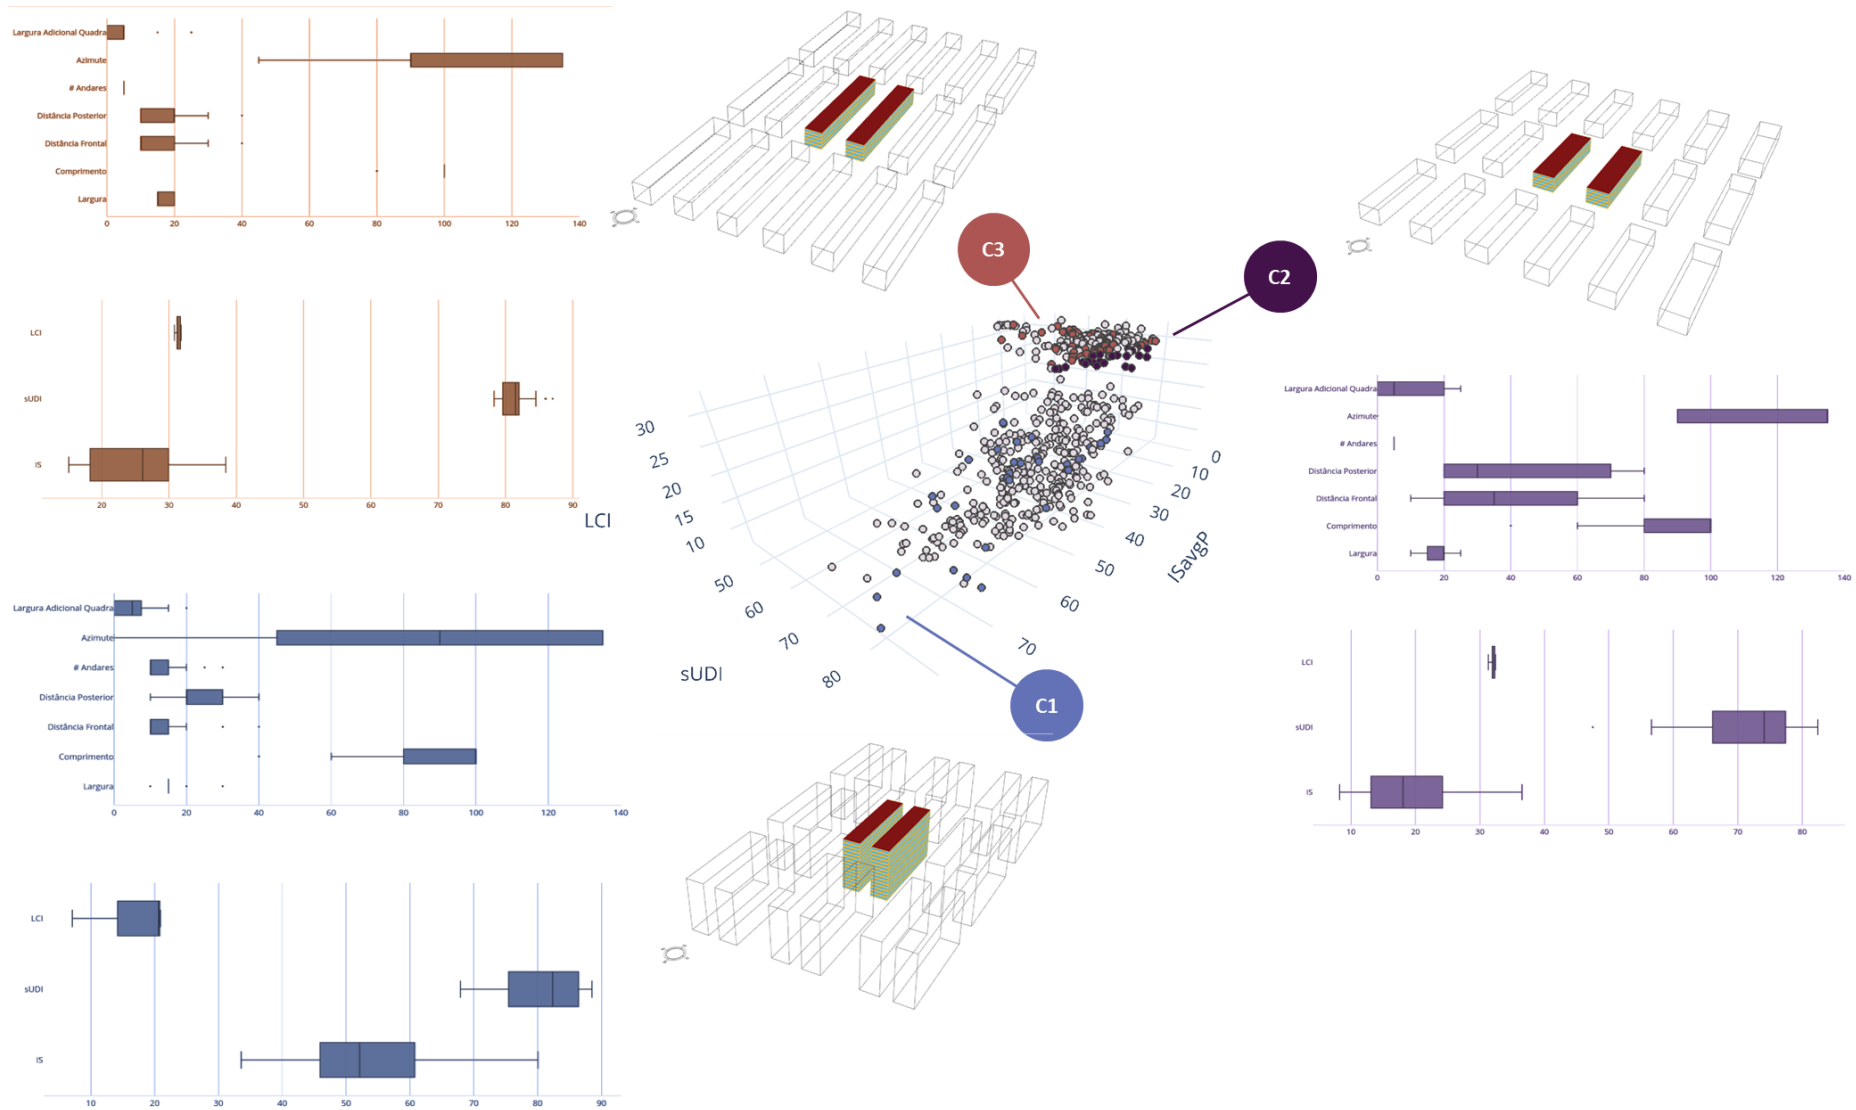 Largura Adicional Quadra
Azimute
# Andares
Distância Posterior
Distância Frontal
Comprimento
Largura
0 20 40 60 80 100 120 140
LCI
sUDI
IS
20 30 40 50 60 70 80 90
C3
C2
30
25
20
15
10
LCI
50
60
70
80
sUDI
0
10
20
30
40
50
60
70
ISavgP
C1
Largura Adicional Quadra
Azimute
# Andares
Distância Posterior
Distância Frontal
Comprimento
Largura
0 20 40 60 80 100 120 140
LCI
sUDI
IS
10 20 30 40 50 60 70 80
Largura Adicional Quadra
Azimute
# Andares
Distância Posterior
Distância Frontal
Comprimento
Largura
0 20 40 60 80 100 120 140
LCI
sUDI
IS
10 20 30 40 50 60 70 80 90